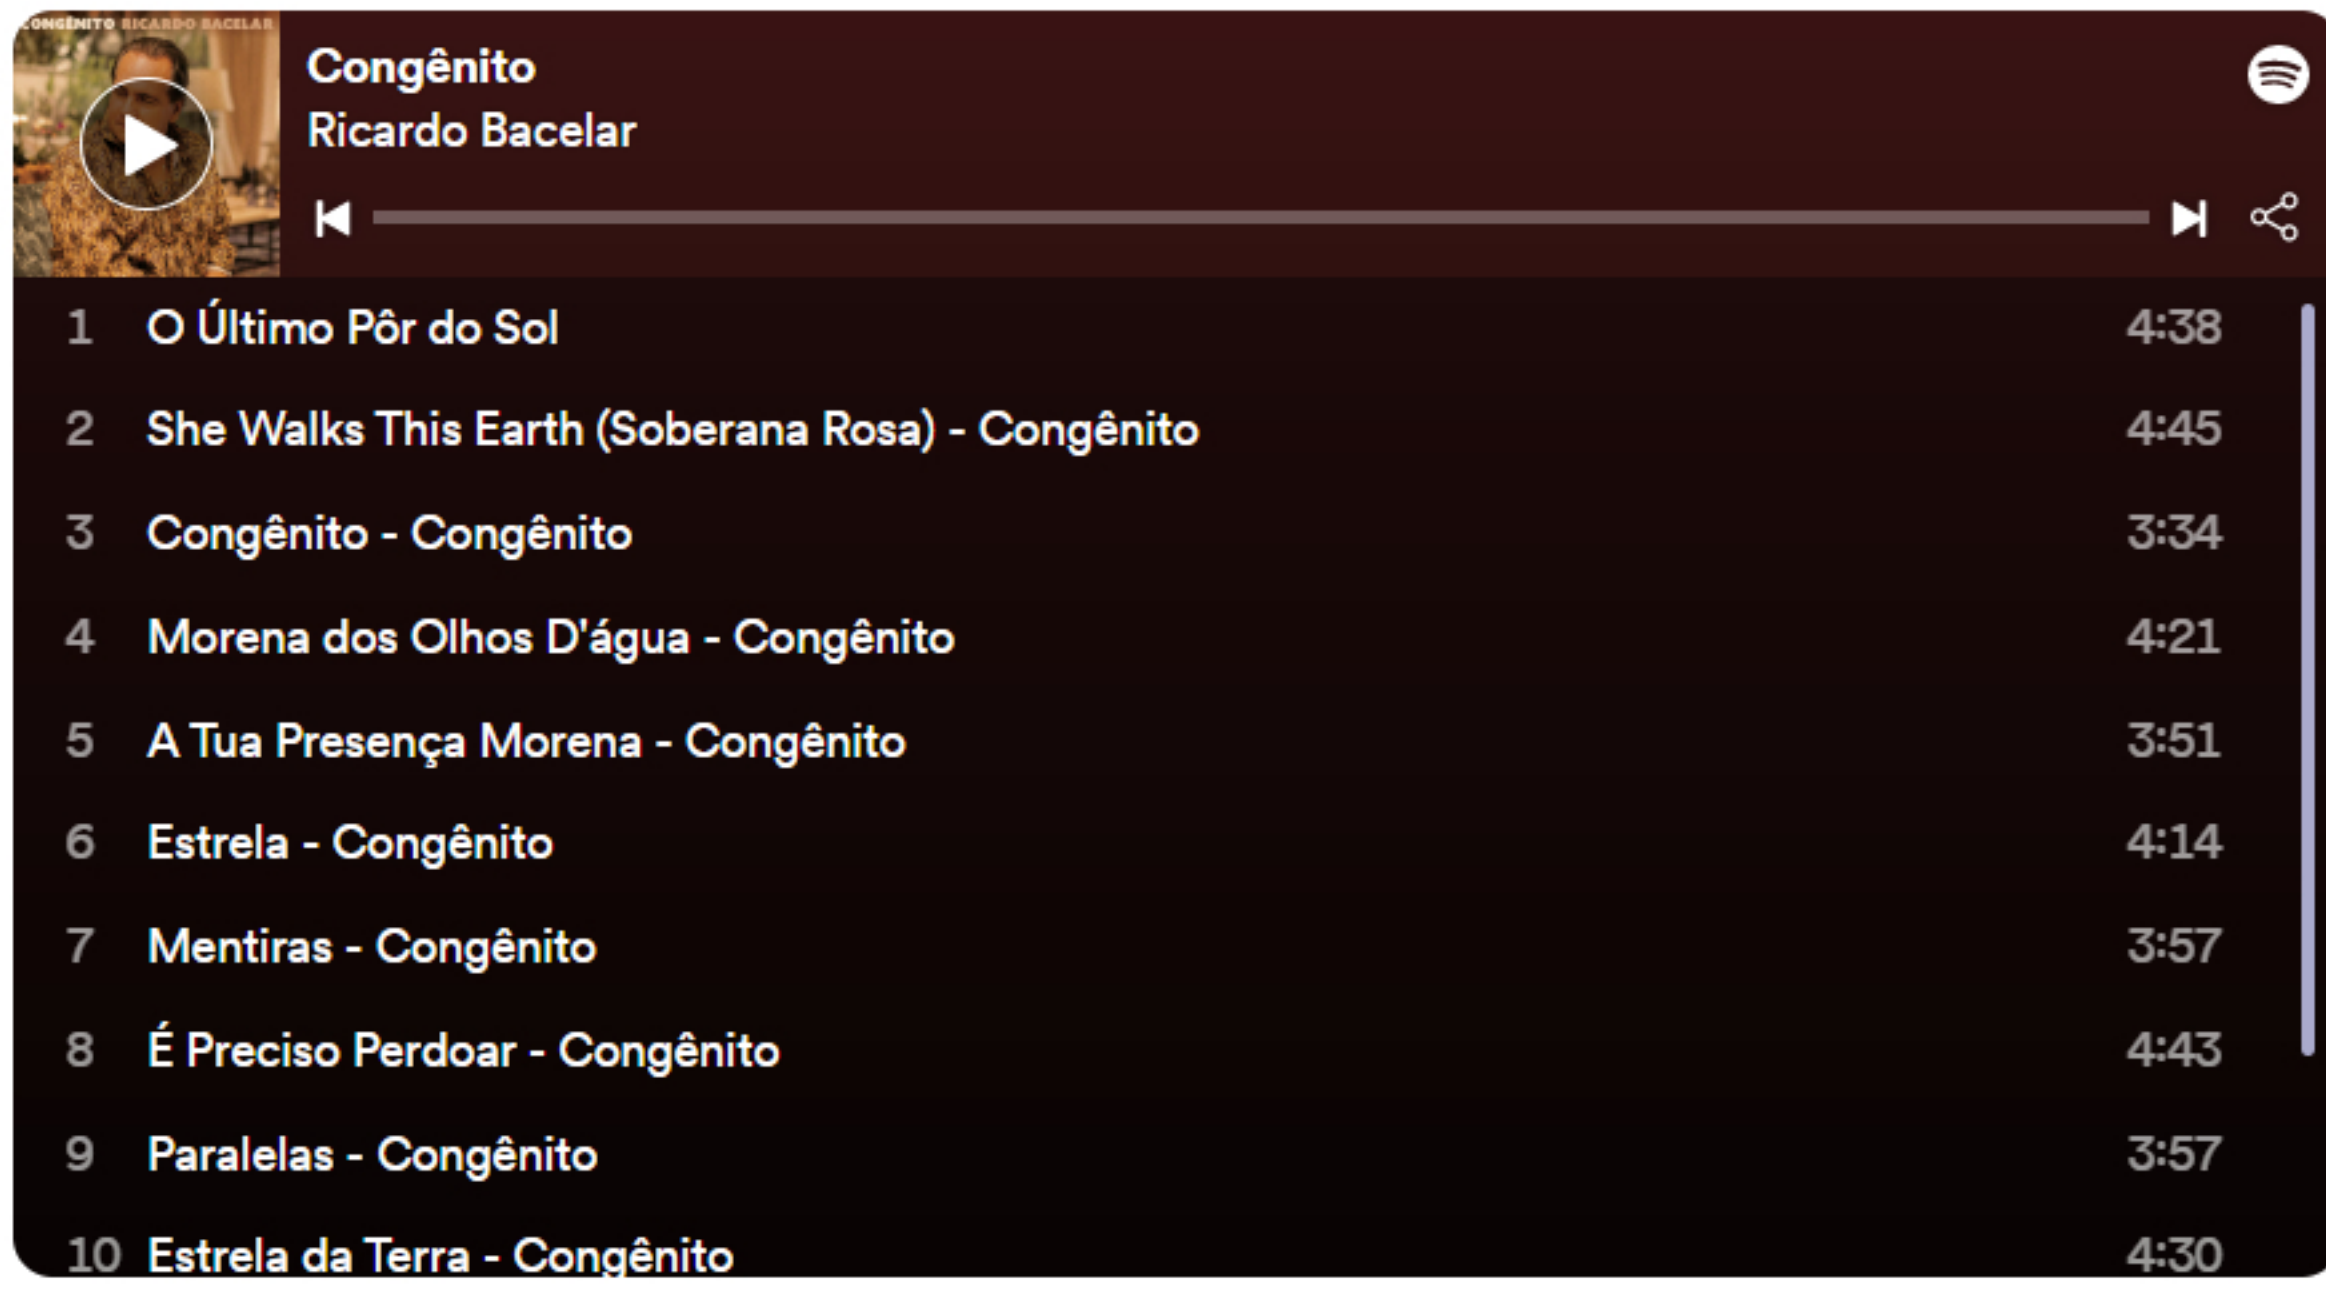 CONGÊNITO RICARDO BACELAR
Congênito
Ricardo Bacelar
1 O Último Pôr do Sol 4:38
2 She Walks This Earth (Soberana Rosa) - Congênito 4:45
3 Congênito - Congênito 3:34
4 Morena dos Olhos D'água - Congênito 4:21
5 A Tua Presença Morena - Congênito 3:51
6 Estrela - Congênito 4:14
7 Mentiras - Congênito 3:57
8 É Preciso Perdoar - Congênito 4:43
9 Paralelas - Congênito 3:57
10 Estrela da Terra - Congênito 4:30